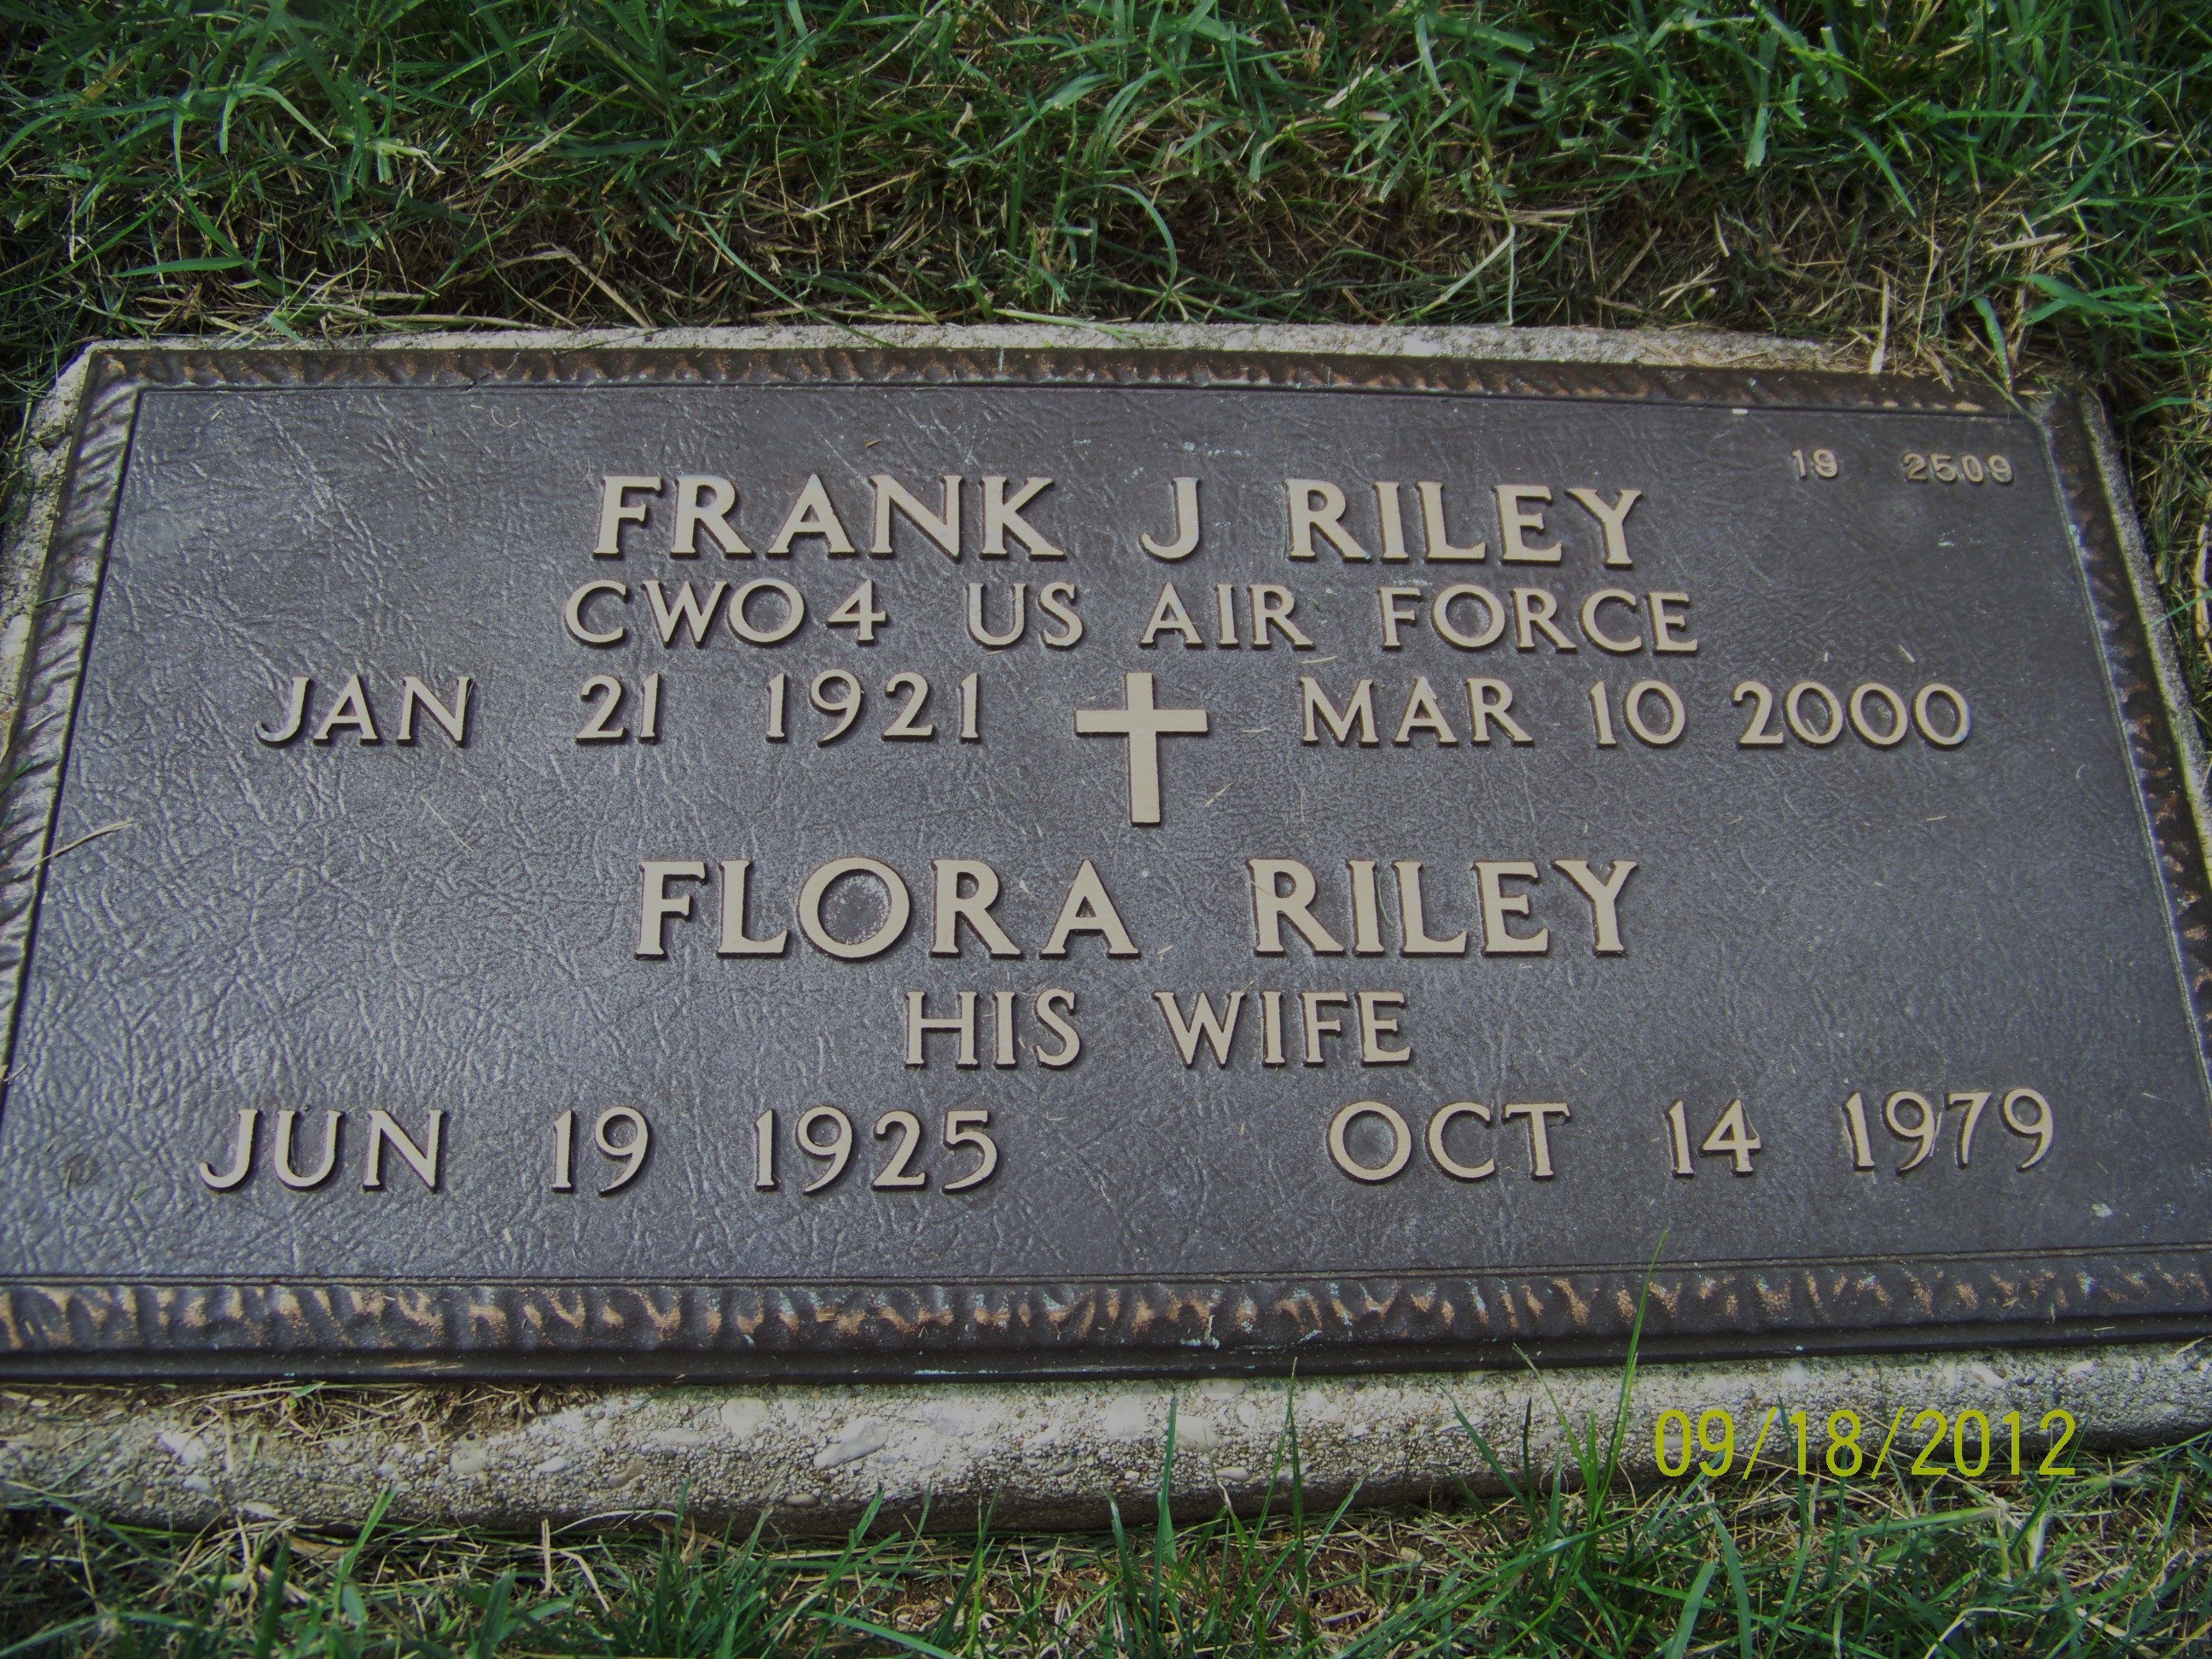 19 2509
FRANK J RILEY
CWO4 US AIR FORCE
JAN 21 1921 MAR 10 2000
FLORA RILEY
HIS WIFE
JUN 19 1925 OCT 14 1979
09/18/2012